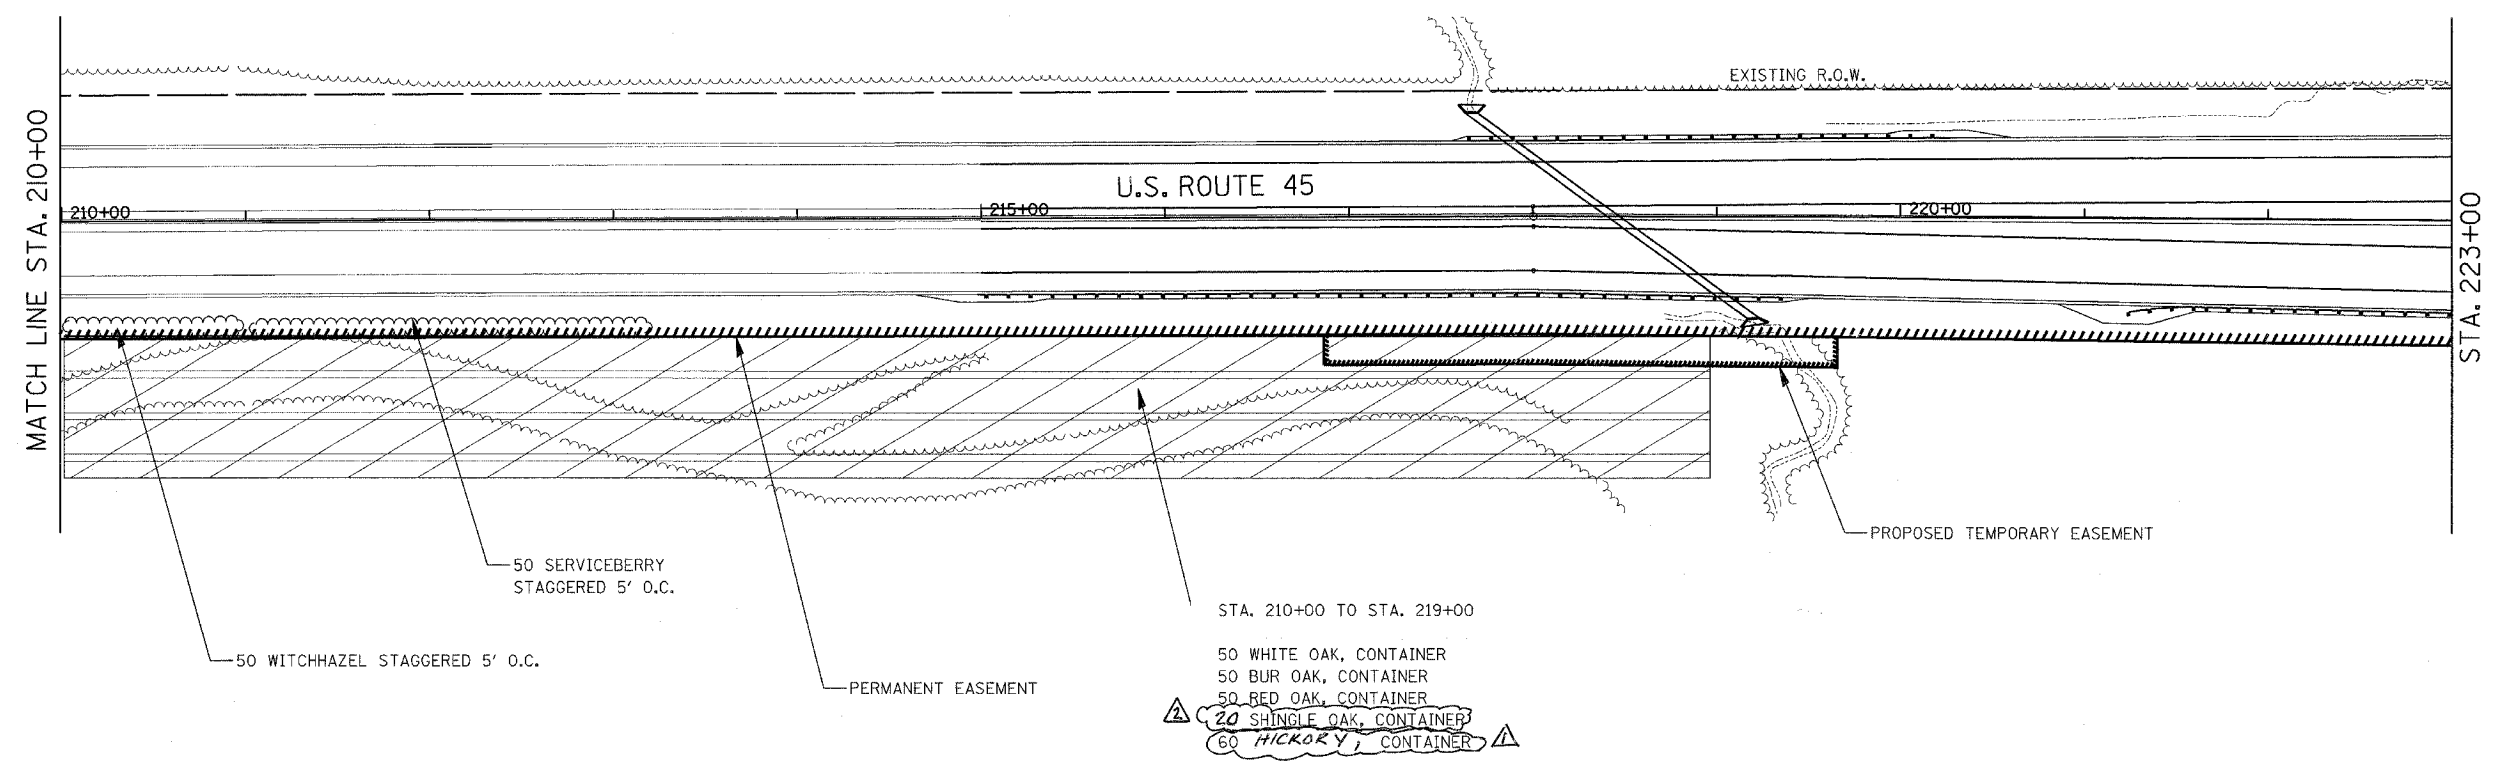 EXISTING R.O.W.
MATCH LINE STA. 210+00
U.S. ROUTE 45
210+00
215+00
220+00
STA. 223+00
PROPOSED TEMPORARY EASEMENT
50 SERVICEBERRY
STAGGERED 5' O.C.
STA. 210+00 TO STA. 219+00
50 WITCHHAZEL STAGGERED 5' O.C.
PERMANENT EASEMENT
50 WHITE OAK, CONTAINER
50 BUR OAK, CONTAINER
50 RED OAK, CONTAINER
2 20 SHINGLE OAK, CONTAINER
60 HICKORY, CONTAINER 1